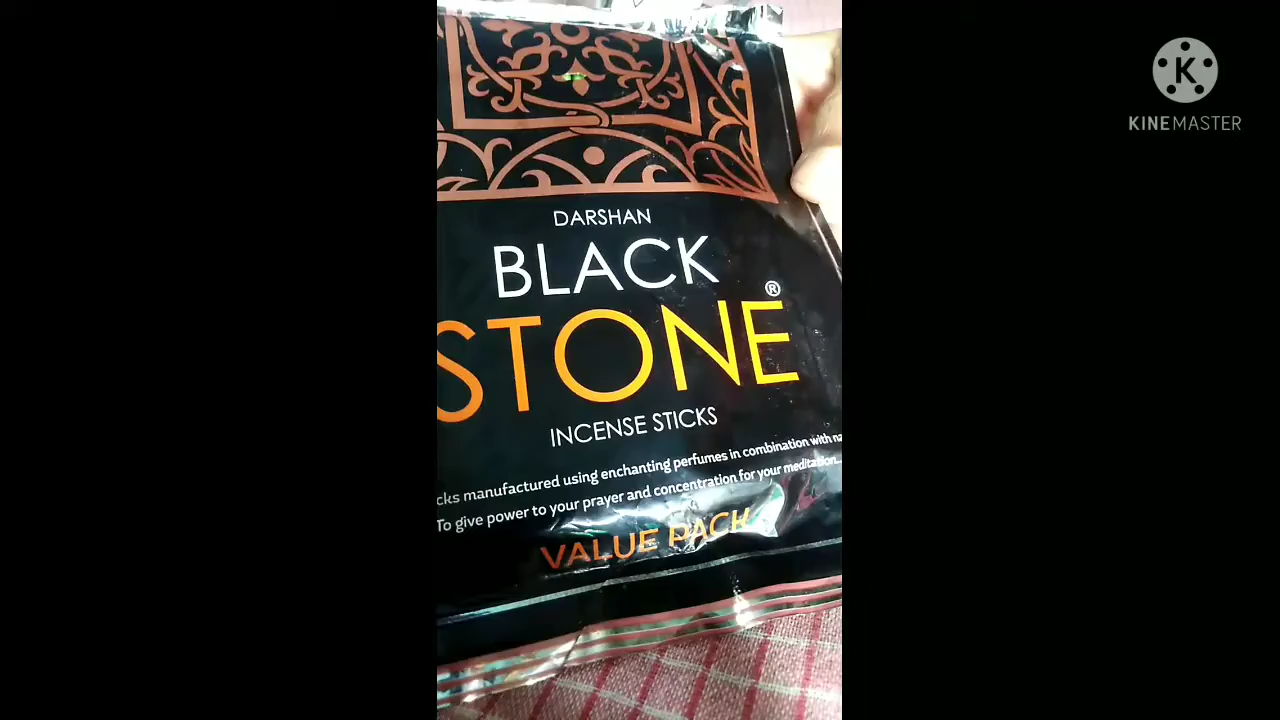 DARSHAN
BLACK
STONE®
INCENSE STICKS
cks manufactured using enchanting perfumes in combination with na
To give power to your prayer and concentration for your meditation...
VALUE PACK
K
KINEMASTER